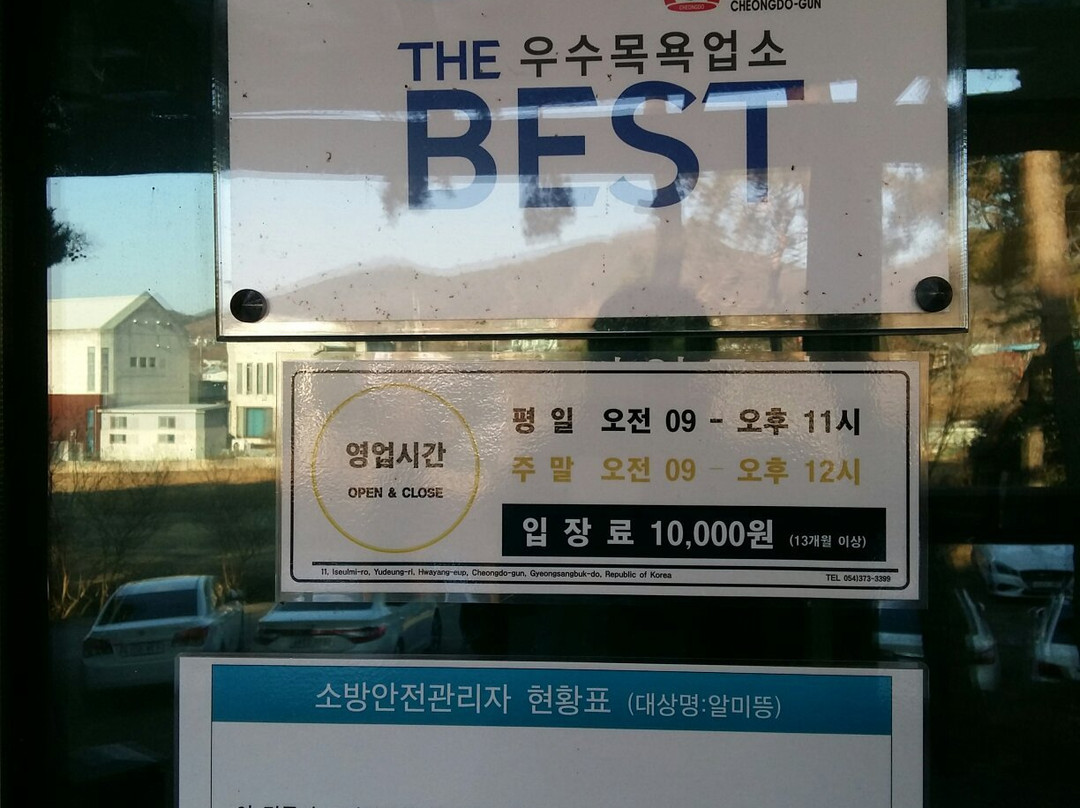 CHEONGDO
CHEONGDO-GUN
THE 우수목욕업소
BEST
영업시간
OPEN & CLOSE
평일 오전 09 - 오후 11시
주말 오전 09 - 오후 12시
입장료 10,000원 (13개월 이상)
11, Iseulmi-ro, Yudeung-ri, Hwayang-eup, Cheongdo-gun, Gyeongsangbuk-do, Republic of Korea
TEL 054)373-3399
소방안전관리자 현황표 (대상명:알미뜽)